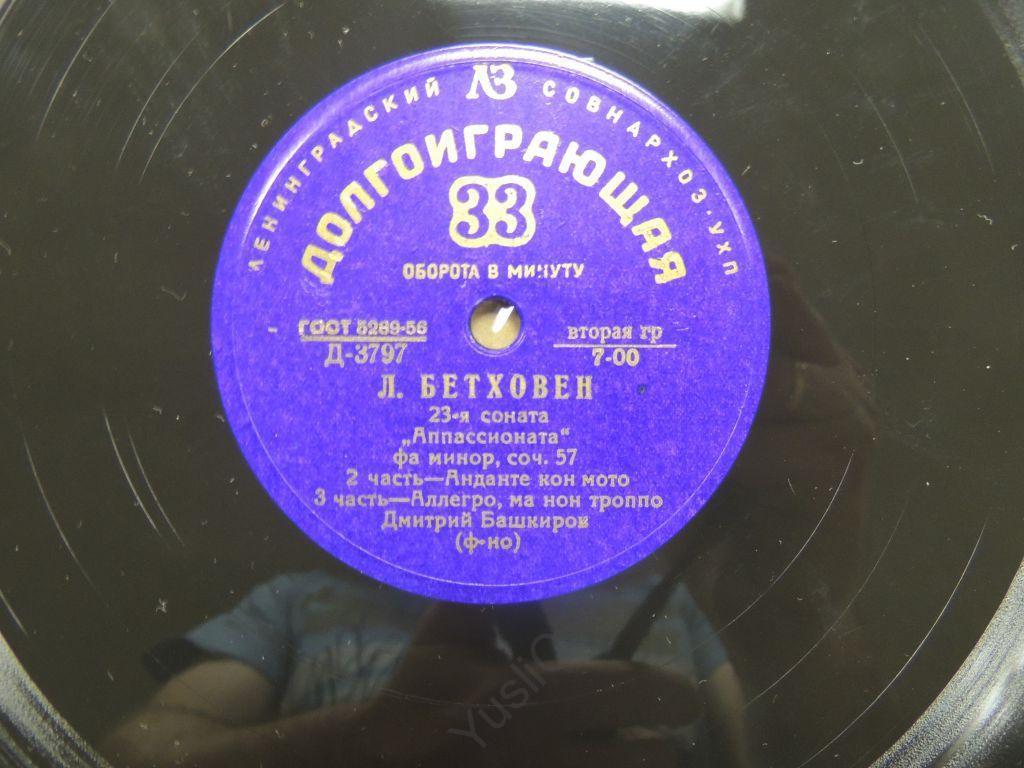 ЛЕНИНГРАДСКИЙ ЛЗ СОВНАРХОЗ·УХП
ДОЛГОИГРАЮЩАЯ
33
ОБОРОТА В МИНУТУ
ГОСТ 5289-56
Д-3797
вторая гр
7-00
Л. БЕТХОВЕН
23-я соната
„Аппассионата“
фа минор, соч. 57
2 часть—Анданте кон мото
3 часть—Аллегро, ма нон троппо
Дмитрий Башкиров
(ф-но)